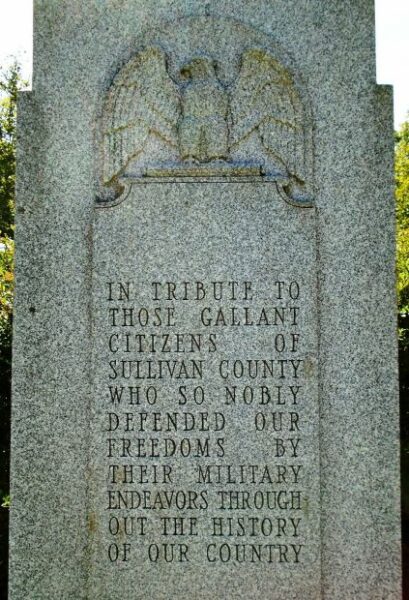 IN TRIBUTE TO
THOSE GALLANT
CITIZENS OF
SULLIVAN COUNTY
WHO SO NOBLY
DEFENDED OUR
FREEDOMS BY
THEIR MILITARY
ENDEAVORS THROUGH
OUT THE HISTORY
OF OUR COUNTRY